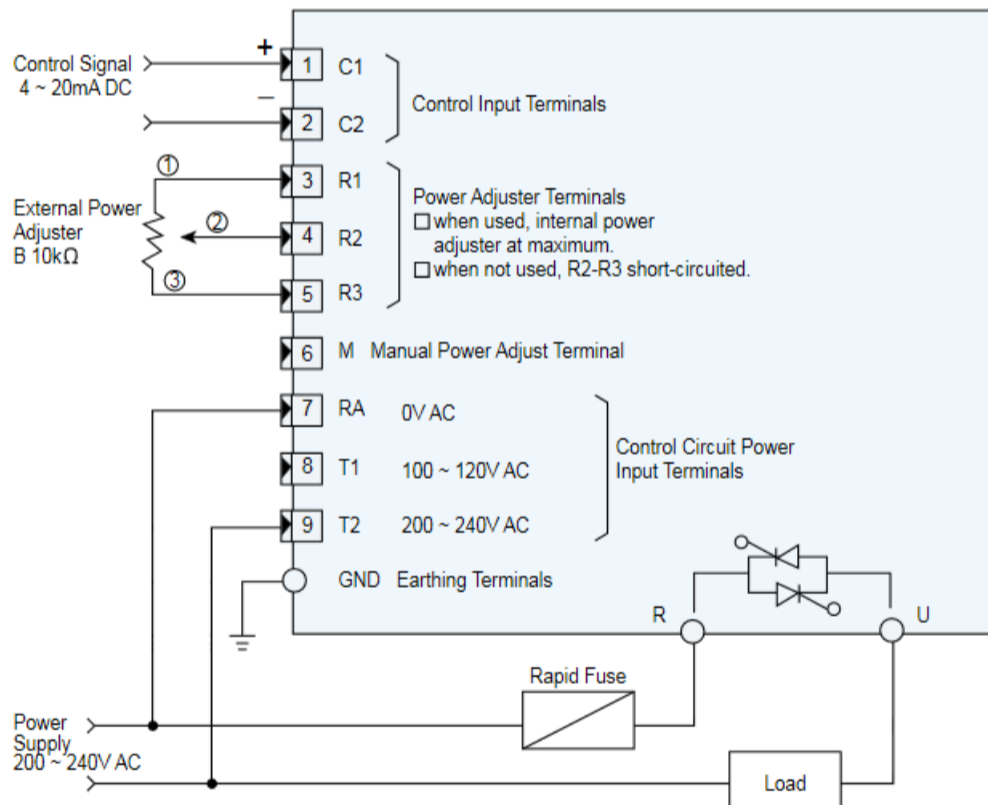 +
Control Signal
4 ~ 20mA DC
1 C1
–
2 C2
Control Input Terminals
①
3 R1
External Power
Adjuster
B 10kΩ
②
4 R2
③
5 R3
Power Adjuster Terminals
□ when used, internal power
adjuster at maximum.
□ when not used, R2-R3 short-circuited.
6 M Manual Power Adjust Terminal
7 RA 0V AC
8 T1 100 ~ 120V AC
9 T2 200 ~ 240V AC
Control Circuit Power
Input Terminals
GND Earthing Terminals
R
U
Rapid Fuse
Power
Supply
200 ~ 240V AC
Load